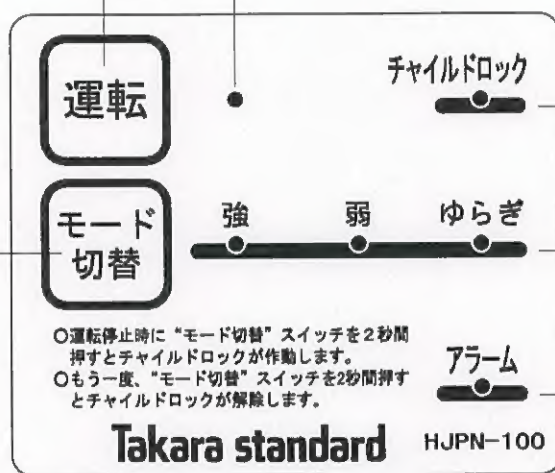 運転
チャイルドロック
モード
切替
強 弱 ゆらぎ
○運転停止時に“モード切替”スイッチを2秒間
押すとチャイルドロックが作動します。
○もう一度、“モード切替”スイッチを2秒間押す
とチャイルドロックが解除します。
アラーム
Takara standard HJPN-100